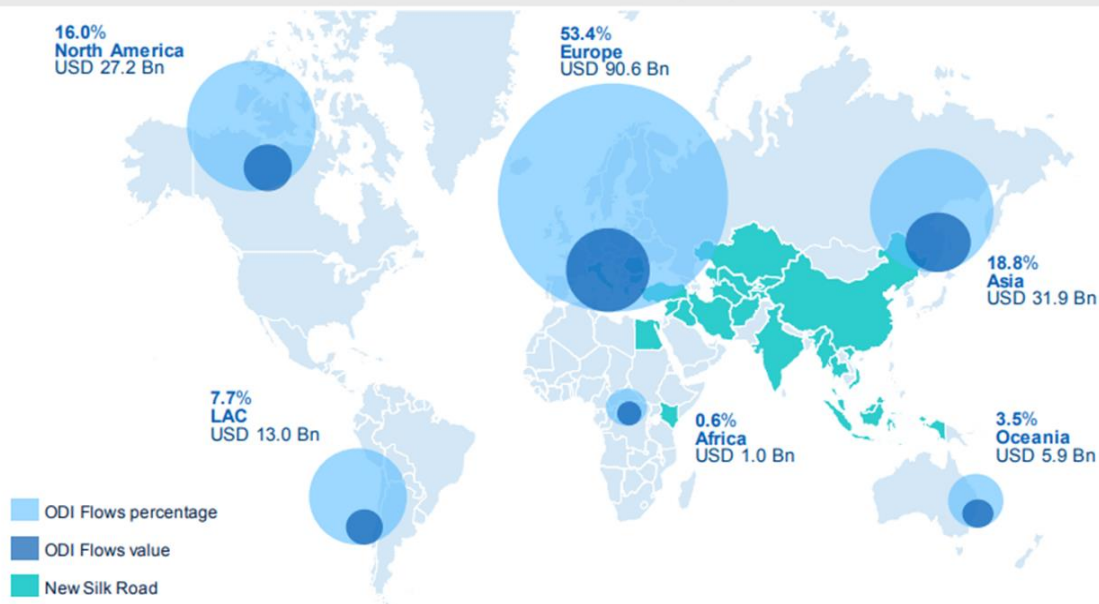 16.0%
North America
USD 27.2 Bn
53.4%
Europe
USD 90.6 Bn
18.8%
Asia
USD 31.9 Bn
7.7%
LAC
USD 13.0 Bn
0.6%
Africa
USD 1.0 Bn
3.5%
Oceania
USD 5.9 Bn
ODI Flows percentage
ODI Flows value
New Silk Road